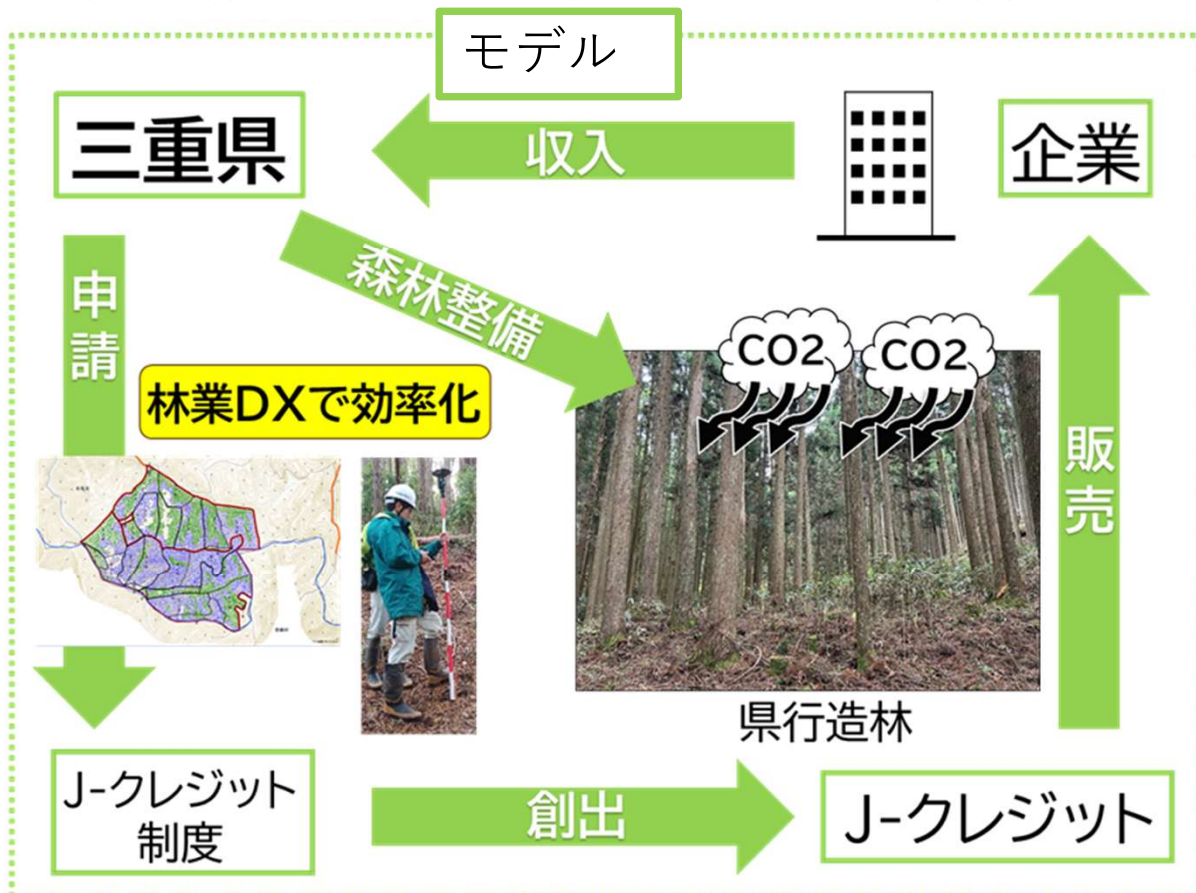 モデル
三重県
収入
企業
申請
森林整備
林業DXで効率化
CO2
CO2
販売
県行造林
J-クレジット
制度
創出
J-クレジット